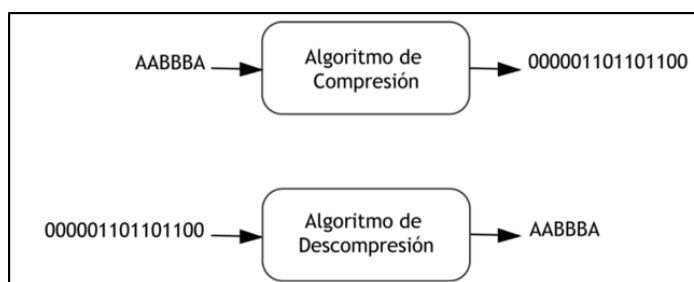 AABBBA
Algoritmo de
Compresión
000001101101100
000001101101100
Algoritmo de
Descompresión
AABBBA